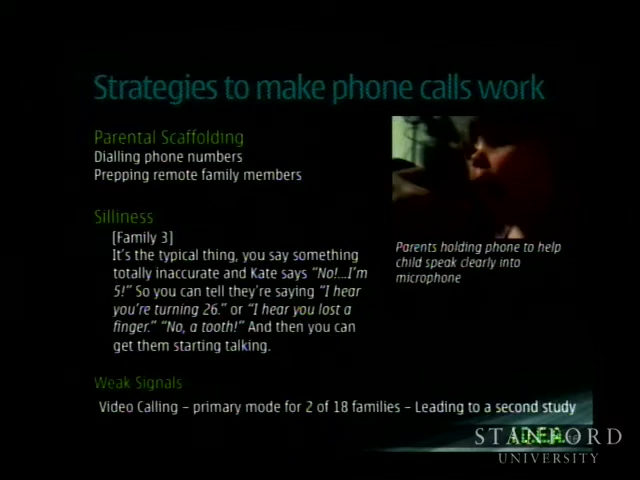 Strategies to make phone calls work
Parental Scaffolding
Dialling phone numbers
Prepping remote family members
Silliness
[Family 3]
It's the typical thing, you say something
totally inaccurate and Kate says "No!...I'm
5!" So you can tell they're saying "I hear
you're turning 26." or "I hear you lost a
finger." "No, a tooth!" And then you can
get them starting talking.
Parents holding phone to help
child speak clearly into
microphone
Weak Signals
Video Calling – primary mode for 2 of 18 families – Leading to a second study
STANFORD
UNIVERSITY